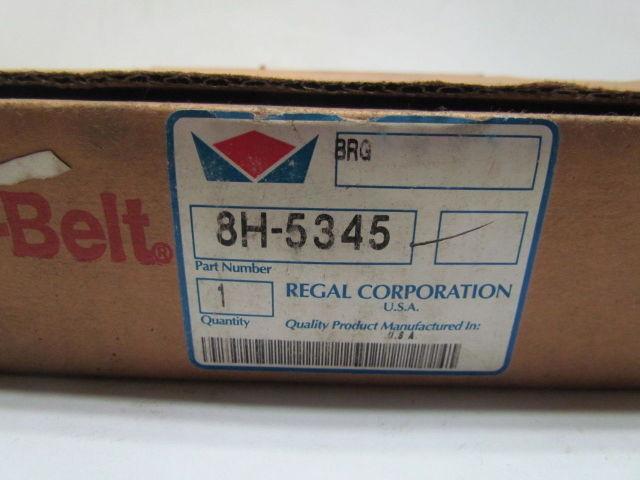 BRG
-Belt®
8H-5345
Part Number
1
REGAL CORPORATION
U.S.A.
Quantity
Quality Product Manufactured In:
U.S.A.